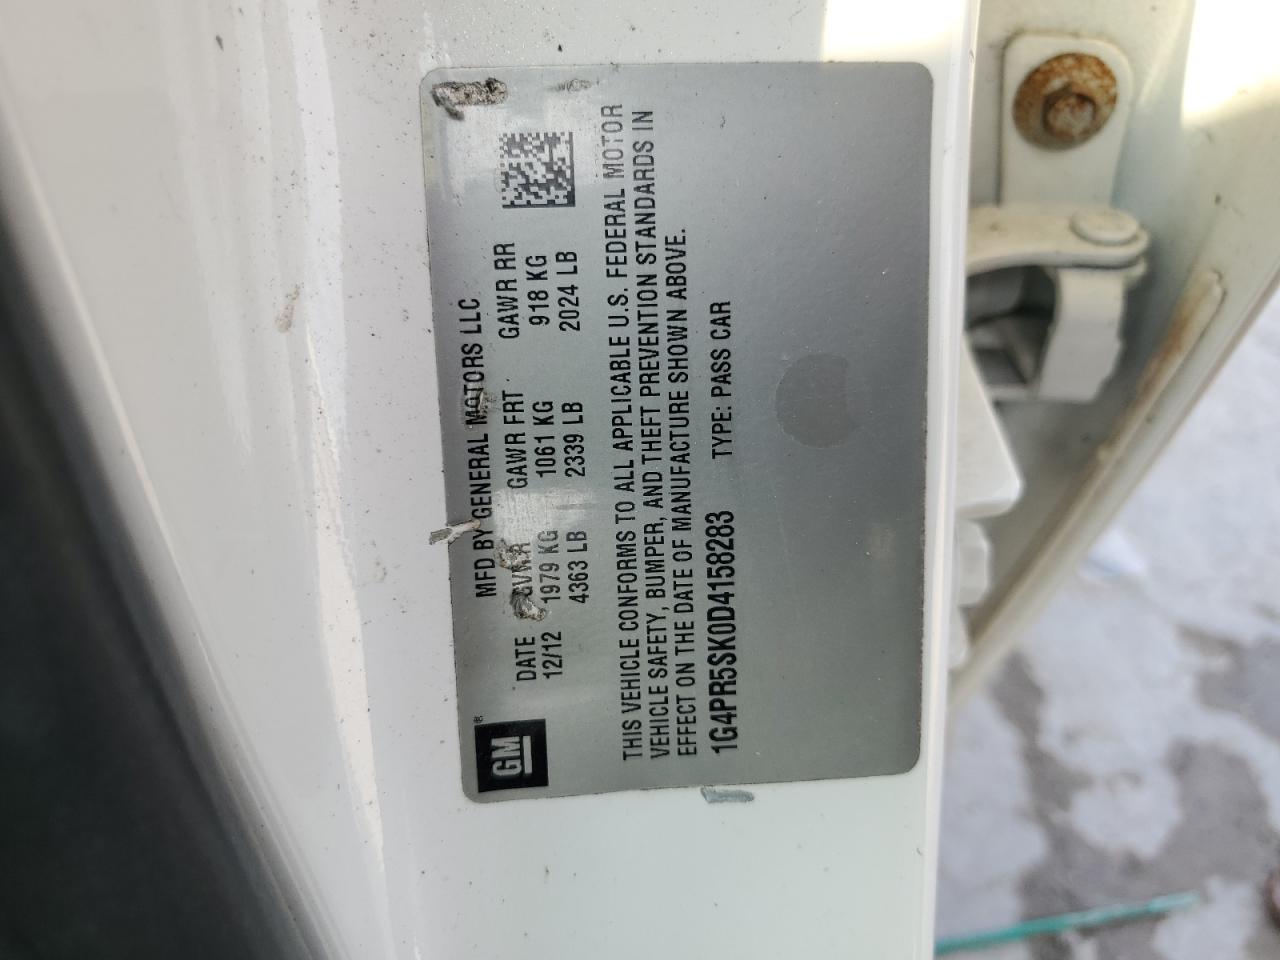 GM®
MFD BY GENERAL MOTORS LLC
DATE GVWR GAWR FRT GAWR RR
12/12 1979 KG 1061 KG 918 KG
4363 LB 2339 LB 2024 LB
THIS VEHICLE CONFORMS TO ALL APPLICABLE U.S. FEDERAL MOTOR
VEHICLE SAFETY, BUMPER, AND THEFT PREVENTION STANDARDS IN
EFFECT ON THE DATE OF MANUFACTURE SHOWN ABOVE.
1G4PR5SK0D4158283 TYPE: PASS CAR